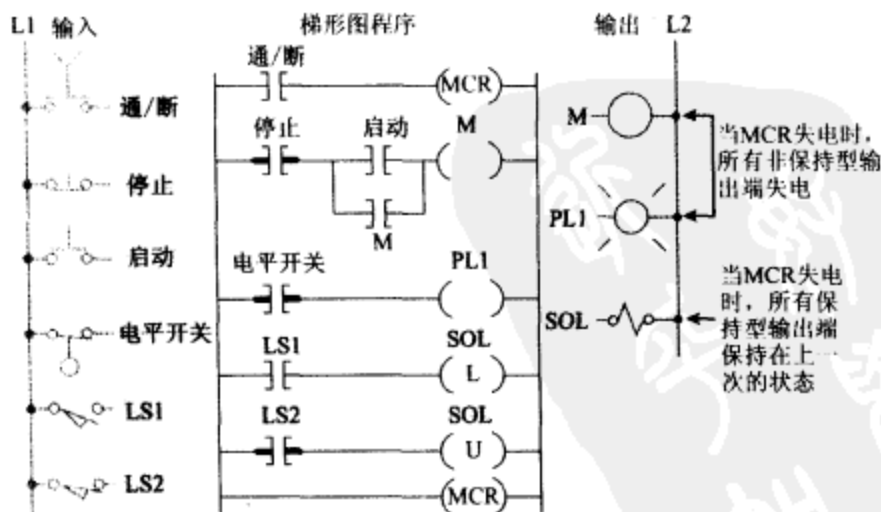 L1 输入
梯形图程序
输出 L2
通/断
通/断
MCR
停止
停止
启动
M
M
启动
电平开关
PL1
电平开关
LS1
SOL
L
LS1
LS2
SOL
U
LS2
MCR
M
当MCR失电时，
所有非保持型输
出端失电
PL1
当MCR失电
时，所有保
持型输出端
保持在上一
次的状态
SOL